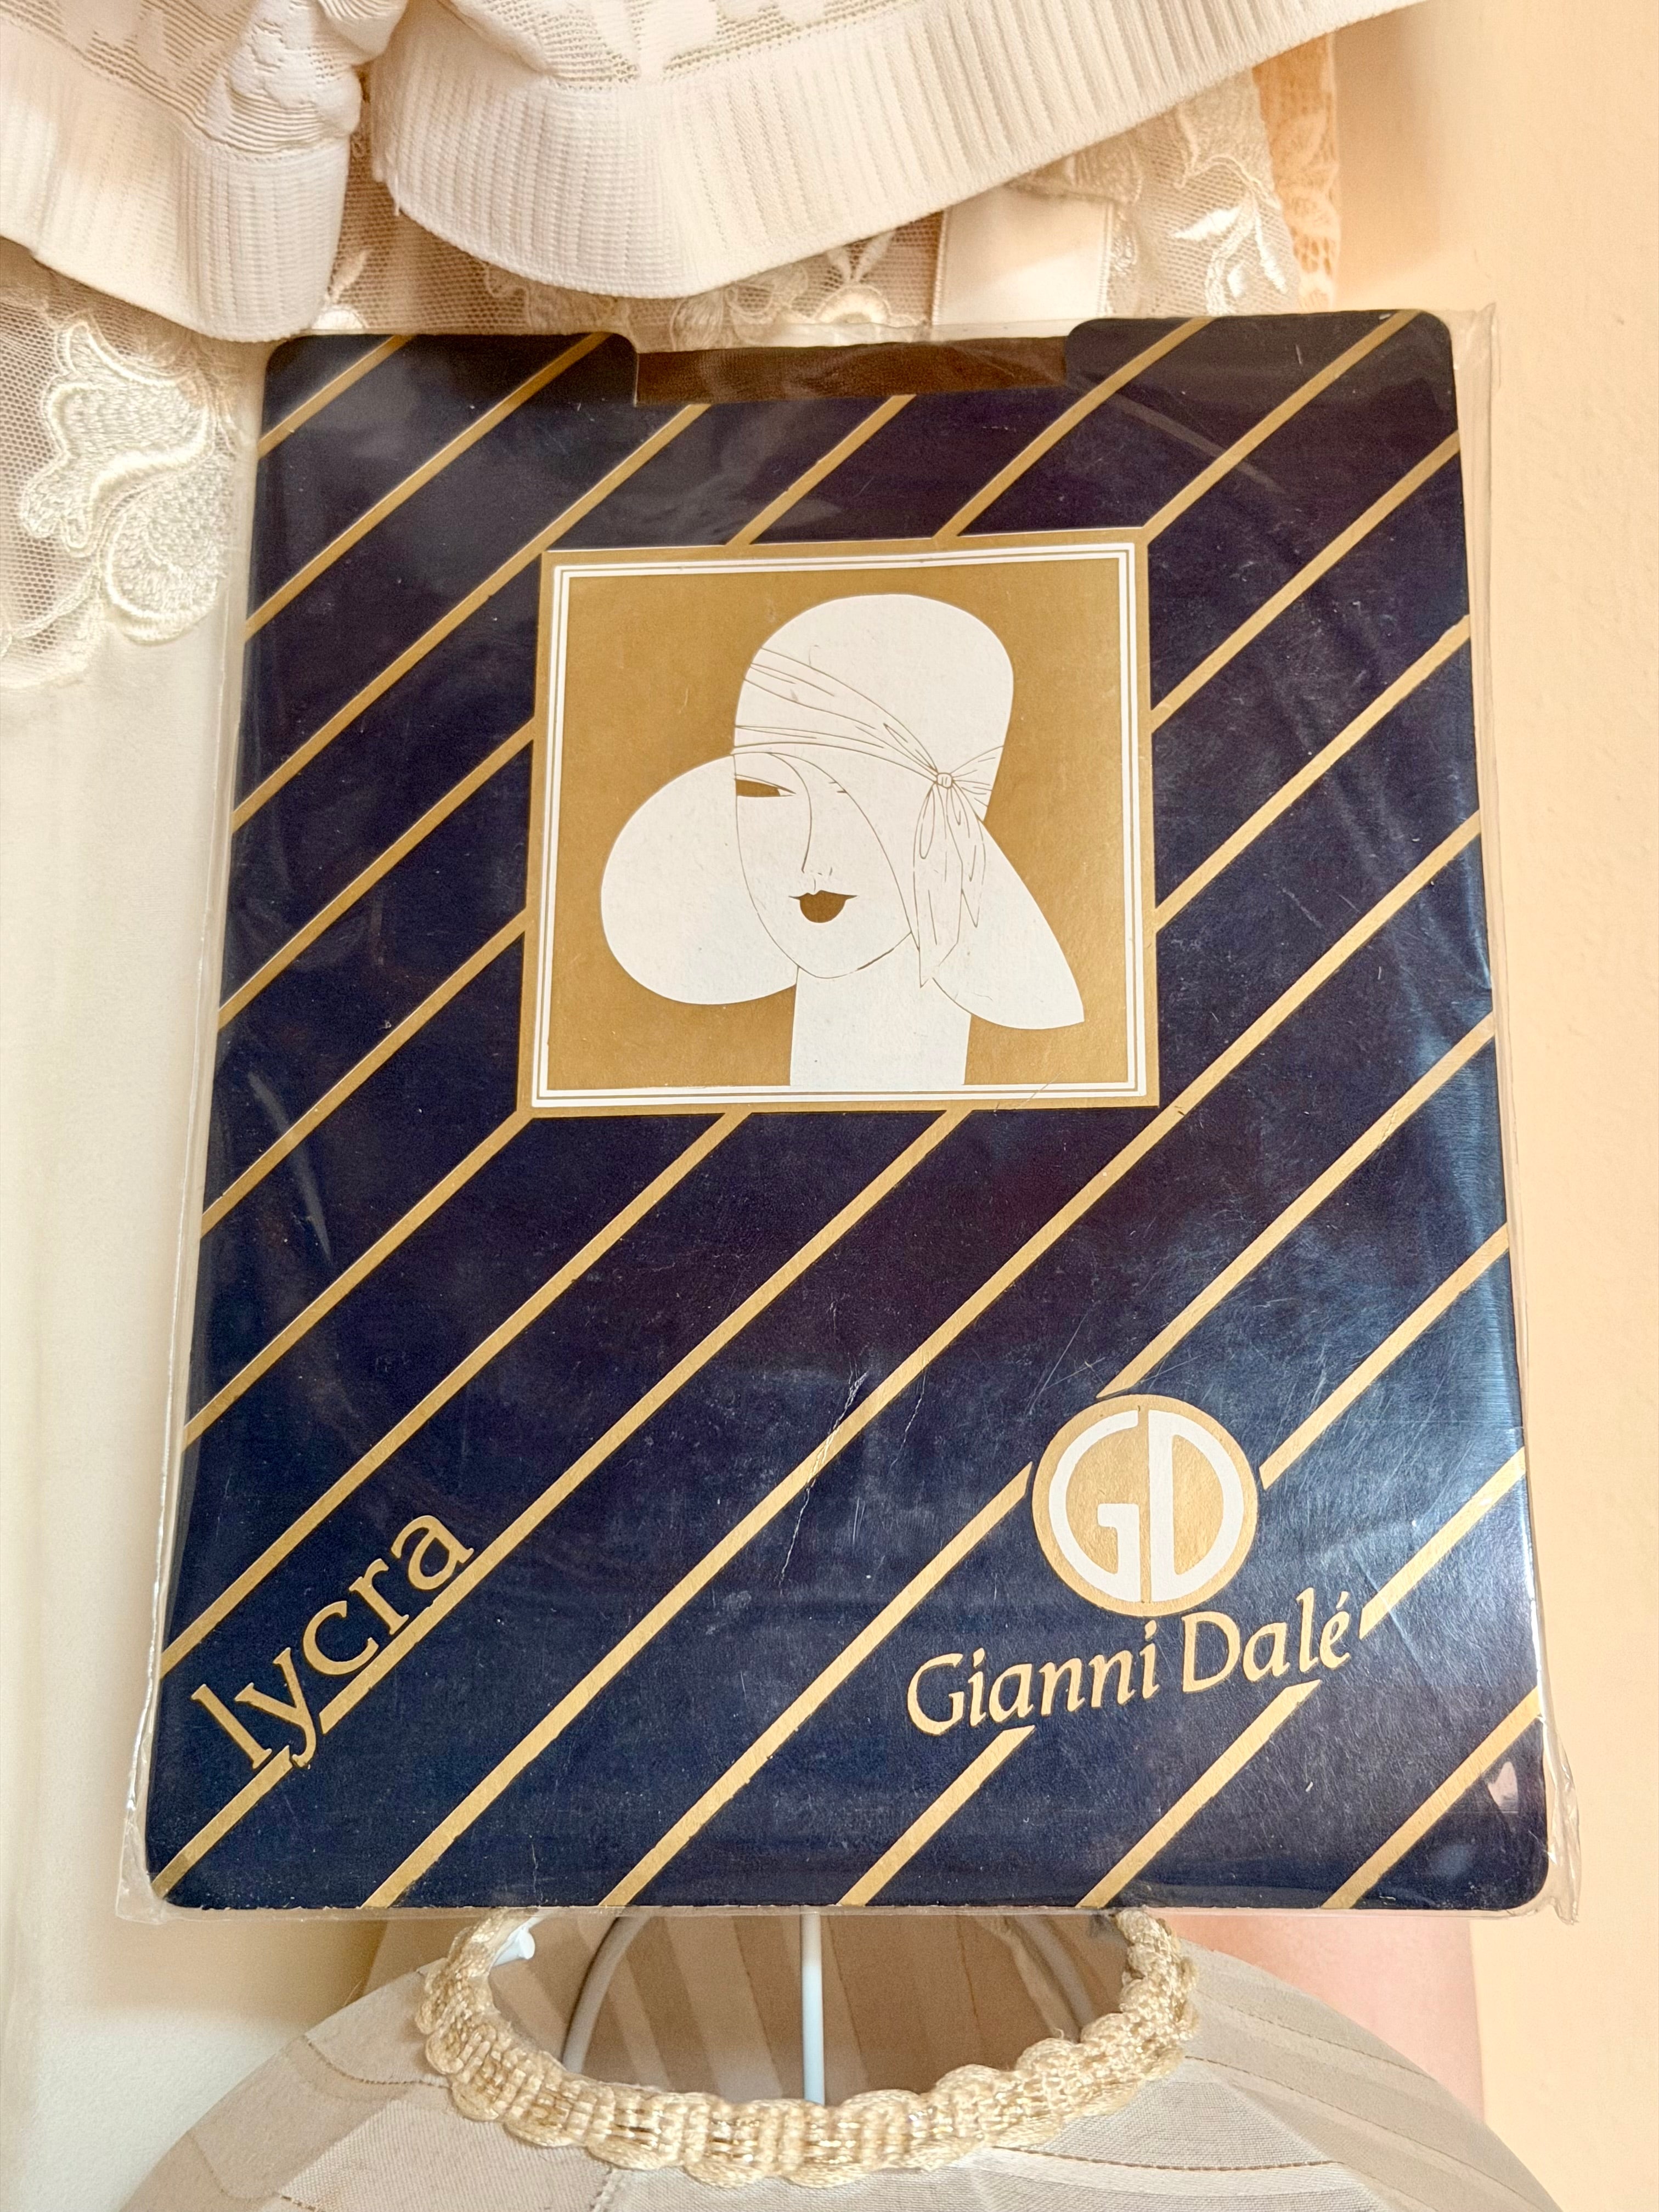 lycra
GD
Gianni Dalé